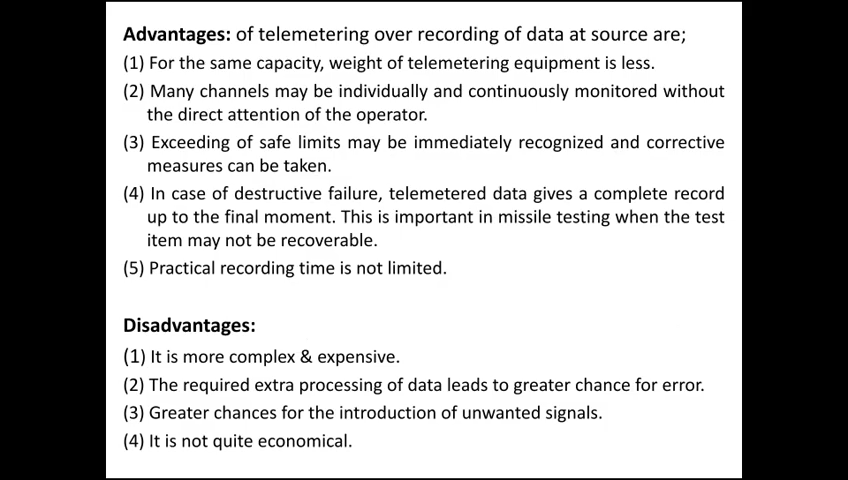 Advantages: of telemetering over recording of data at source are;
(1) For the same capacity, weight of telemetering equipment is less.
(2) Many channels may be individually and continuously monitored without
the direct attention of the operator.
(3) Exceeding of safe limits may be immediately recognized and corrective
measures can be taken.
(4) In case of destructive failure, telemetered data gives a complete record
up to the final moment. This is important in missile testing when the test
item may not be recoverable.
(5) Practical recording time is not limited.
Disadvantages:
(1) It is more complex & expensive.
(2) The required extra processing of data leads to greater chance for error.
(3) Greater chances for the introduction of unwanted signals.
(4) It is not quite economical.